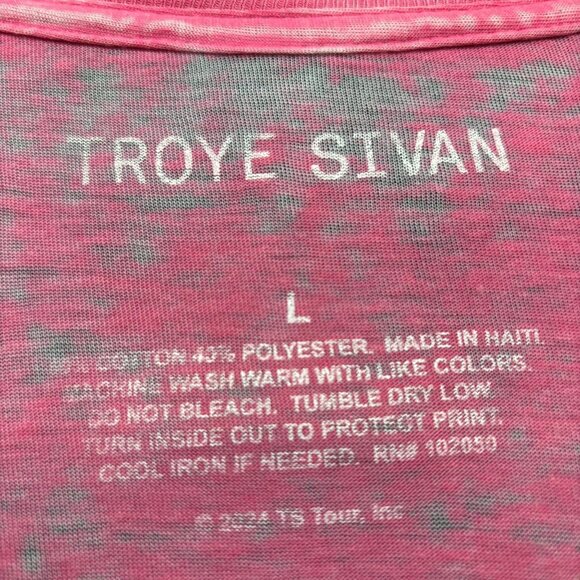 TROYE SIVAN
L
COTTON 40% POLYESTER. MADE IN HAITI.
MACHINE WASH WARM WITH LIKE COLORS.
DO NOT BLEACH. TUMBLE DRY LOW.
TURN INSIDE OUT TO PROTECT PRINT.
COOL IRON IF NEEDED. RN# 102050
© 2024 TS Tour, Inc